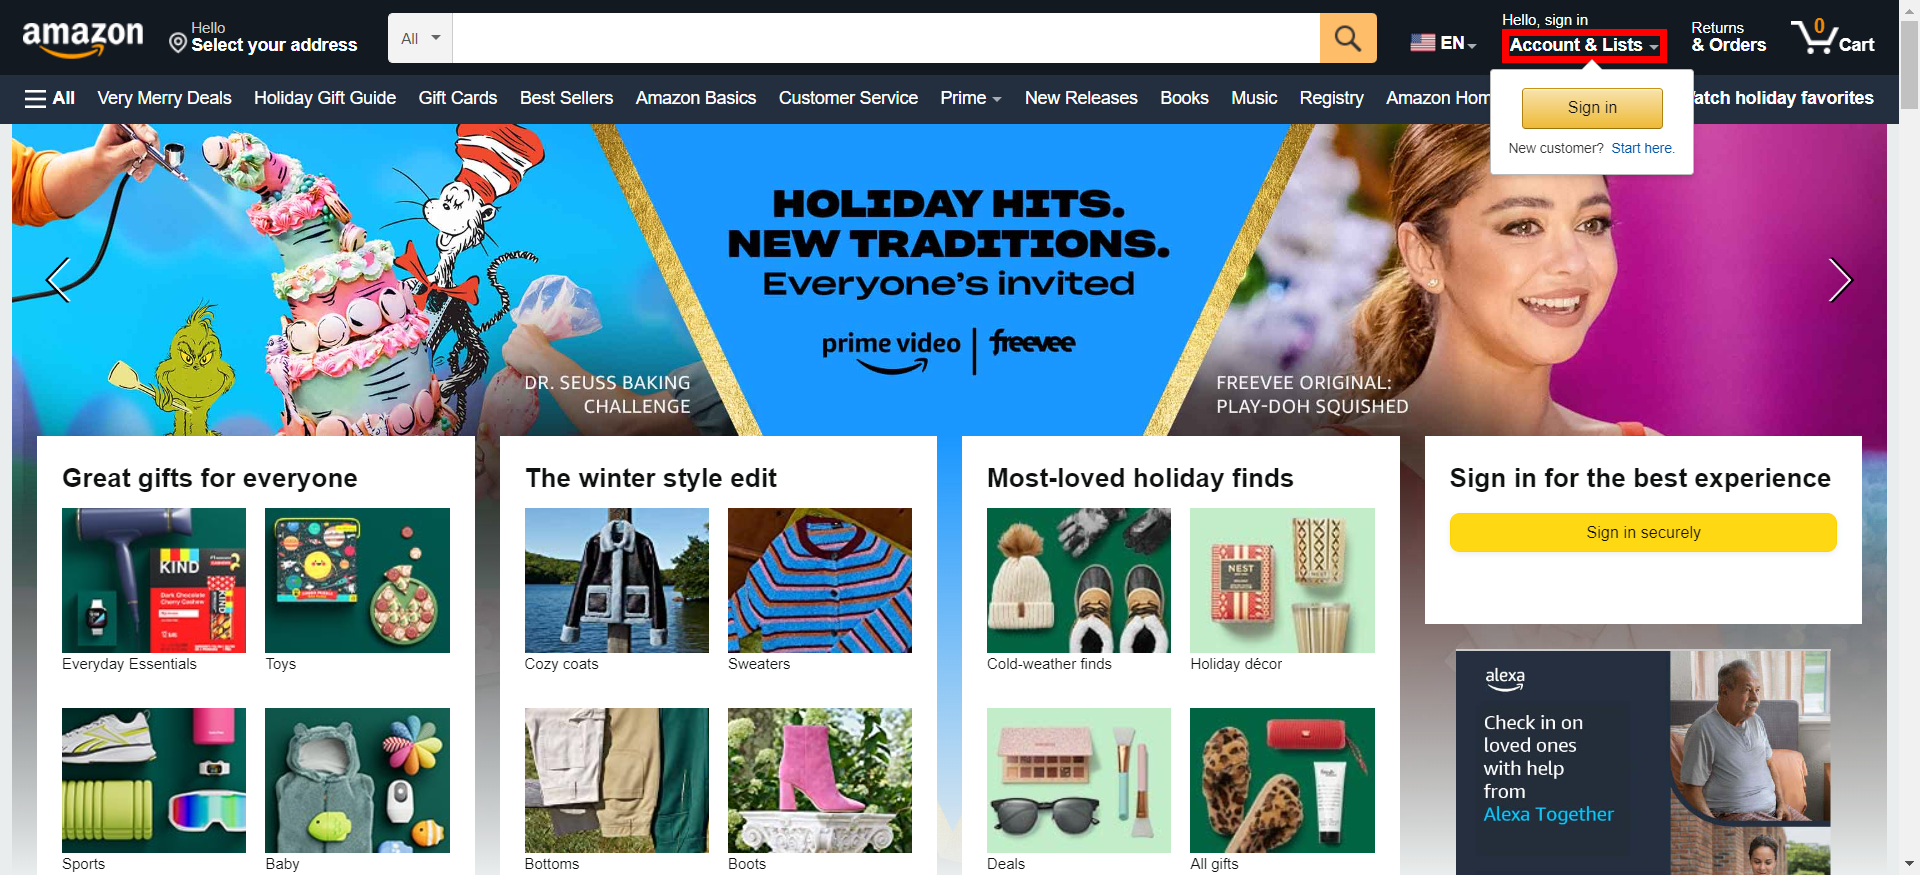 amazon
Hello
Select your address
All
EN
Hello, sign in
Account & Lists
Returns
& Orders
0
Cart
All
Very Merry Deals
Holiday Gift Guide
Gift Cards
Best Sellers
Amazon Basics
Customer Service
Prime
New Releases
Books
Music
Registry
Amazon Hom
atch holiday favorites
Sign in
New customer? Start here.
HOLIDAY HITS.
NEW TRADITIONS.
Everyone's invited
prime video | freevee
DR. SEUSS BAKING
CHALLENGE
FREEVEE ORIGINAL:
PLAY-DOH SQUISHED
Great gifts for everyone
KIND
Dark Chocolate
Cherry Cashew
Everyday Essentials
Toys
Sports
Baby
The winter style edit
Cozy coats
Sweaters
Bottoms
Boots
Most-loved holiday finds
NEST
Cold-weather finds
Holiday décor
Deals
All gifts
Sign in for the best experience
Sign in securely
alexa
Check in on
loved ones
with help
from
Alexa Together